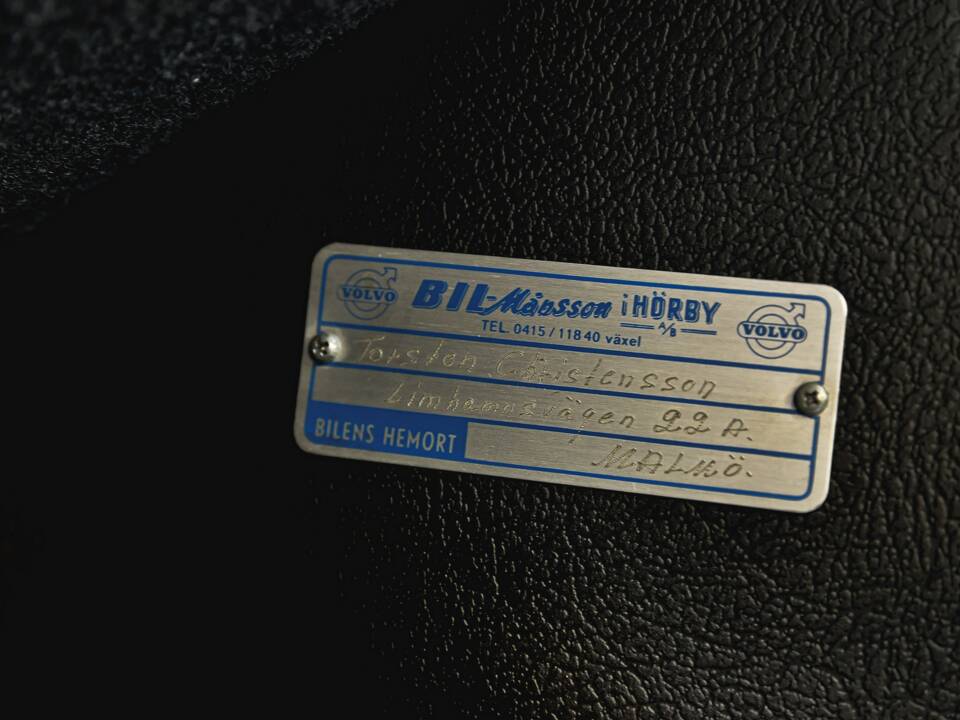 VOLVO BIL-Månsson i HÖRBY A/B VOLVO
TEL. 0415/11840 växel
Torsten Christensson
Limhamnsvägen 22 A.
BILENS HEMORT MALMÖ.